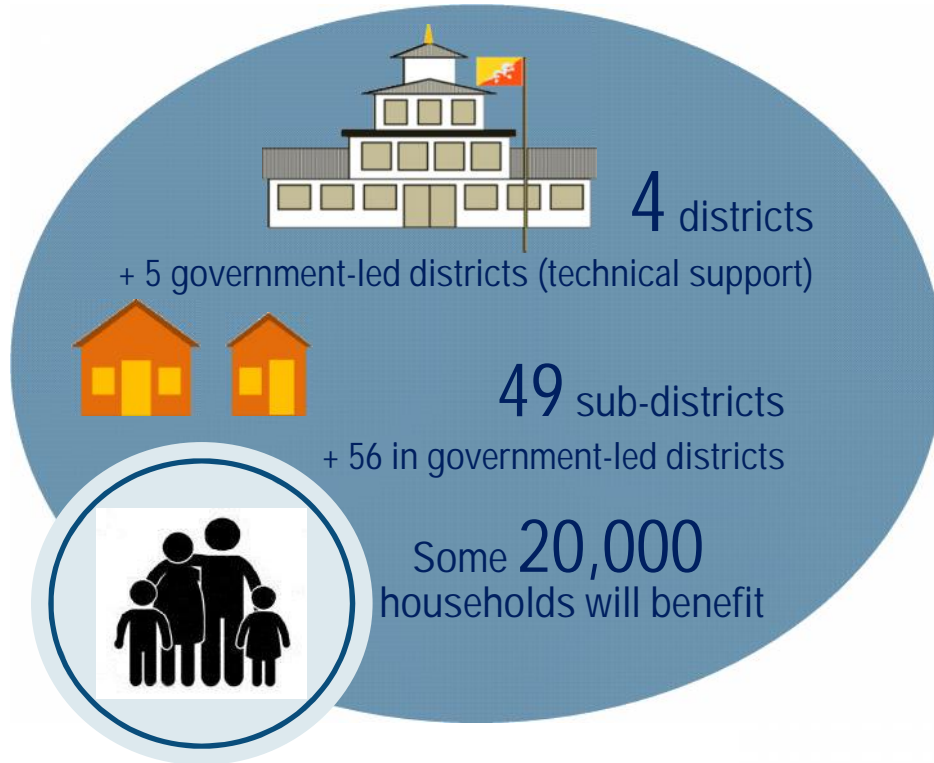 4 districts
+ 5 government-led districts (technical support)
49 sub-districts
+ 56 in government-led districts
Some 20,000
households will benefit